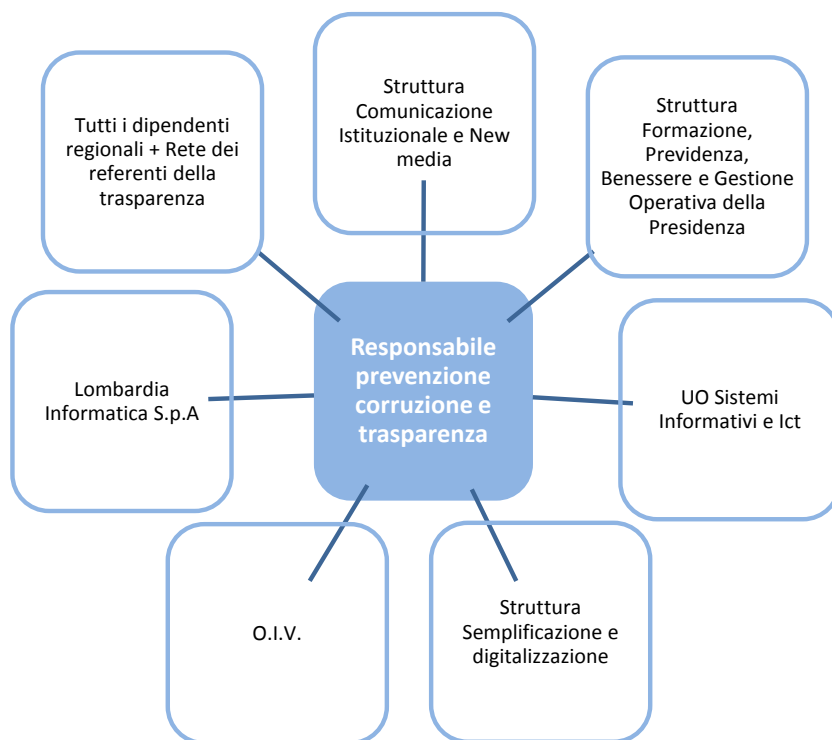 Struttura
Comunicazione
Istituzionale e New
media
Tutti i dipendenti
regionali + Rete dei
referenti della
trasparenza
Struttura
Formazione,
Previdenza,
Benessere e Gestione
Operativa della
Presidenza
Responsabile
prevenzione
corruzione e
trasparenza
Lombardia
Informatica S.p.A
UO Sistemi
Informativi e Ict
O.I.V.
Struttura
Semplificazione e
digitalizzazione